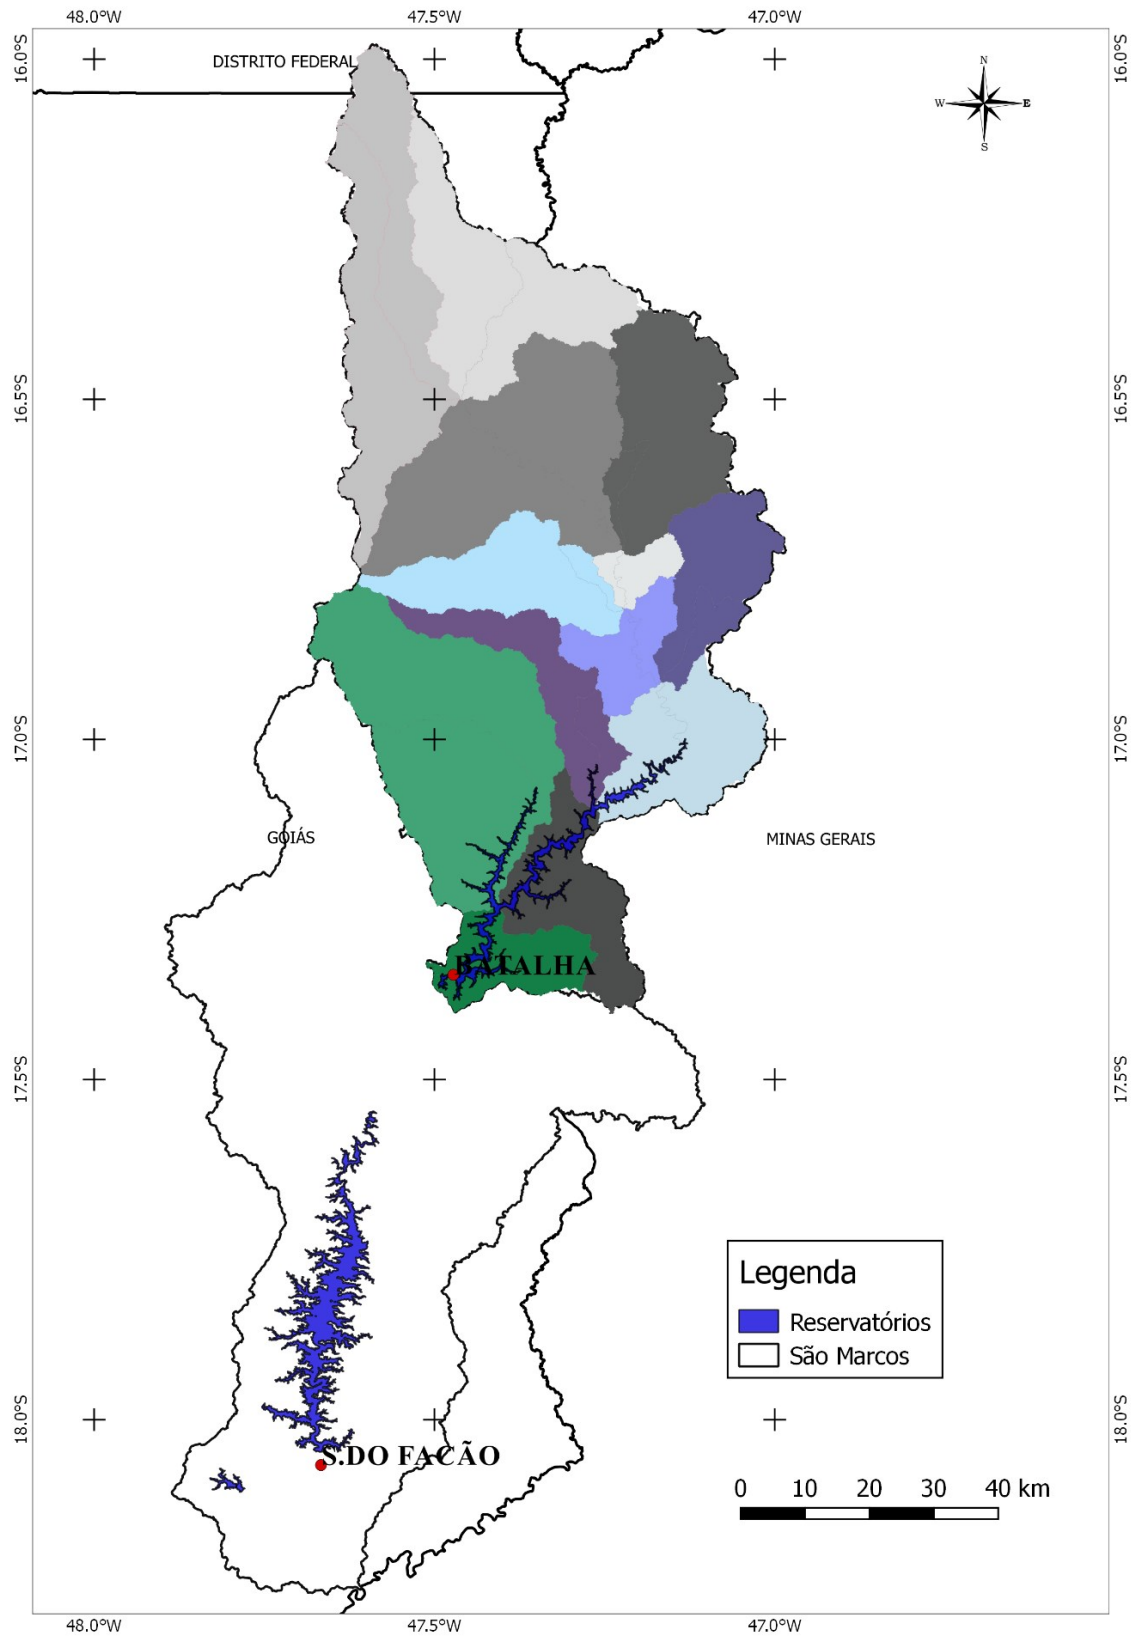 48.0°W 47.5°W 47.0°W
16.0°S 16.0°S
DISTRITO FEDERAL
N
W E
S
16.5°S 16.5°S
17.0°S 17.0°S
GOIÁS
MINAS GERAIS
BATALHA
17.5°S 17.5°S
Legenda
Reservatórios
São Marcos
18.0°S 18.0°S
S.DO FACÃO
0 10 20 30 40 km
48.0°W 47.5°W 47.0°W